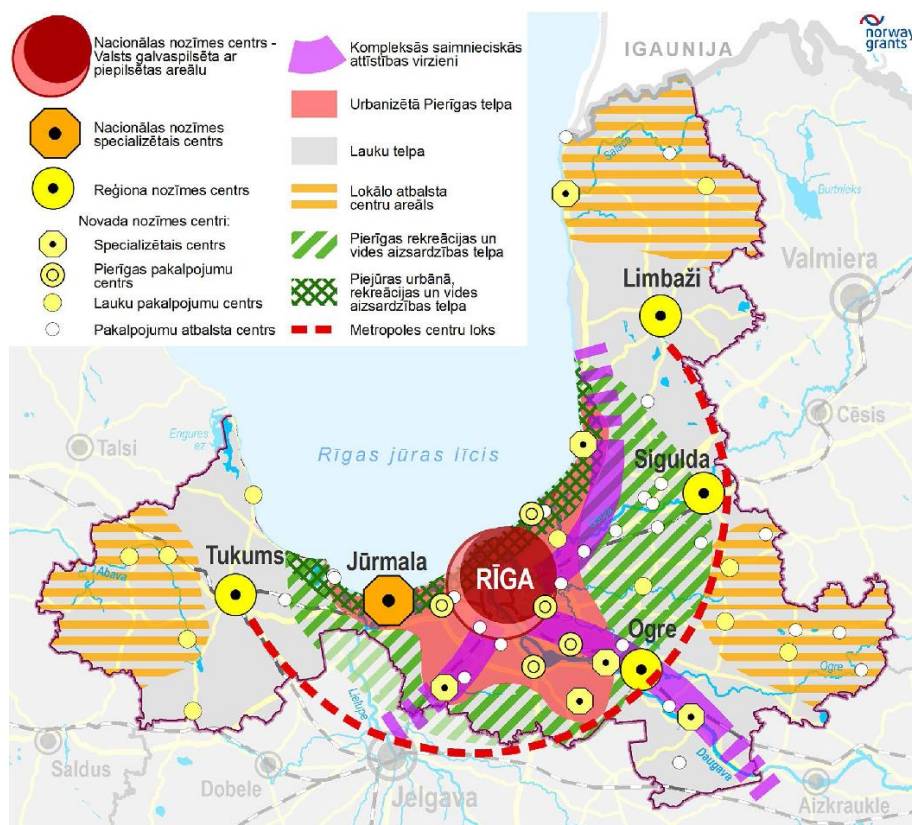 Nacionālas nozīmes centrs -
Valsts galvaspilsēta ar
piepilsētas areālu
Nacionālas nozīmes
specializētais centrs
Reģiona nozīmes centrs
Novada nozīmes centri:
Specializētais centrs
Pierīgas pakalpojumu
centrs
Lauku pakalpojumu centrs
Pakalpojumu atbalsta centrs
Kompleksās saimnieciskās
attīstības virzieni
Urbanizētā Pierīgas telpa
Lauku telpa
Lokālo atbalsta
centru areāls
Pierīgas rekreācijas un
vides aizsardzības telpa
Piejūras urbānā,
rekreācijas un vides
aizsardzības telpa
Metropoles centru loks
norway
grants
IGAUNIJA
Salaca
Burtnieks
Valmiera
Limbaži
Cēsis
Talsi
Engures
ez.
Rīgas jūras līcis
Sigulda
Gauja
Tukums
Jūrmala
RĪGA
Abava
Ogre
Ogre
Lielupe
Saldus
Dobele
Jelgava
Daugava
Aizkraukle